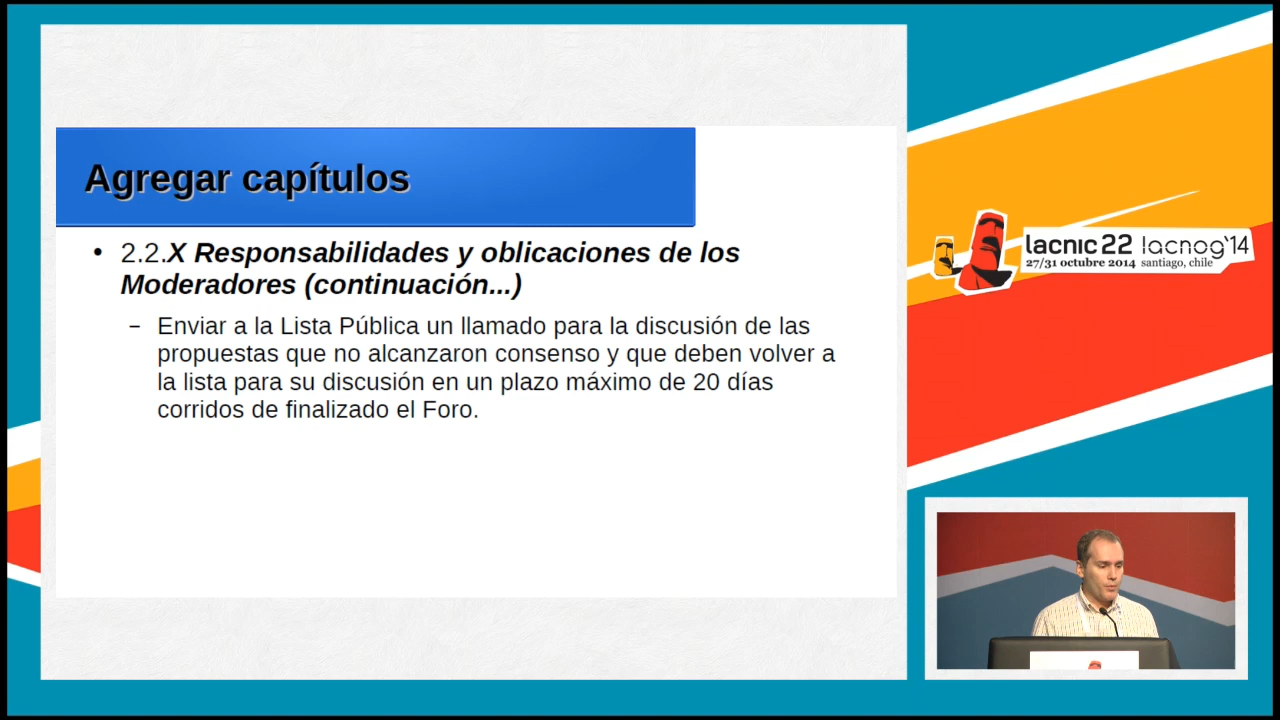 Agregar capítulos
• 2.2.X Responsabilidades y oblicaciones de los
Moderadores (continuación...)
– Enviar a la Lista Pública un llamado para la discusión de las
propuestas que no alcanzaron consenso y que deben volver a
la lista para su discusión en un plazo máximo de 20 días
corridos de finalizado el Foro.
lacnic 22 lacnog'14
27/31 octubre 2014 santiago, chile